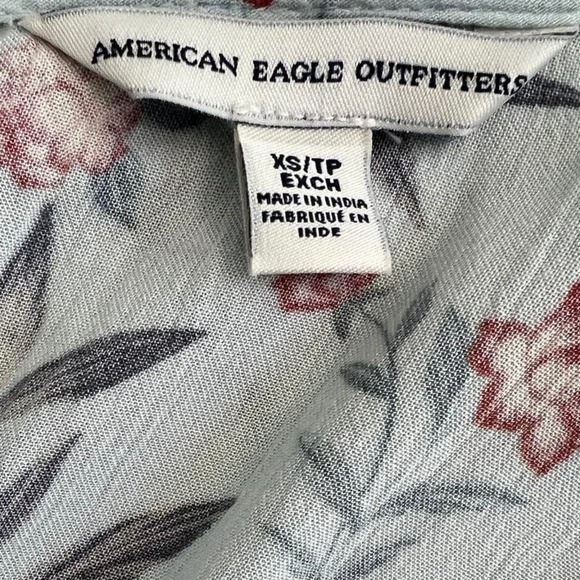 AMERICAN EAGLE OUTFITTERS
XS/TP
EXCH
MADE IN INDIA
FABRIQUÉ EN
INDE